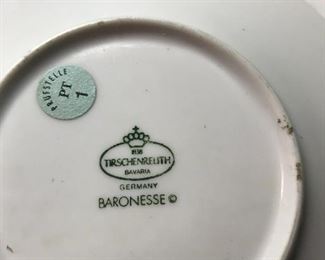 PRÜFSTELLE
PT
1
1838
TIRSCHENREUTH
BAVARIA
GERMANY
BARONESSE ©